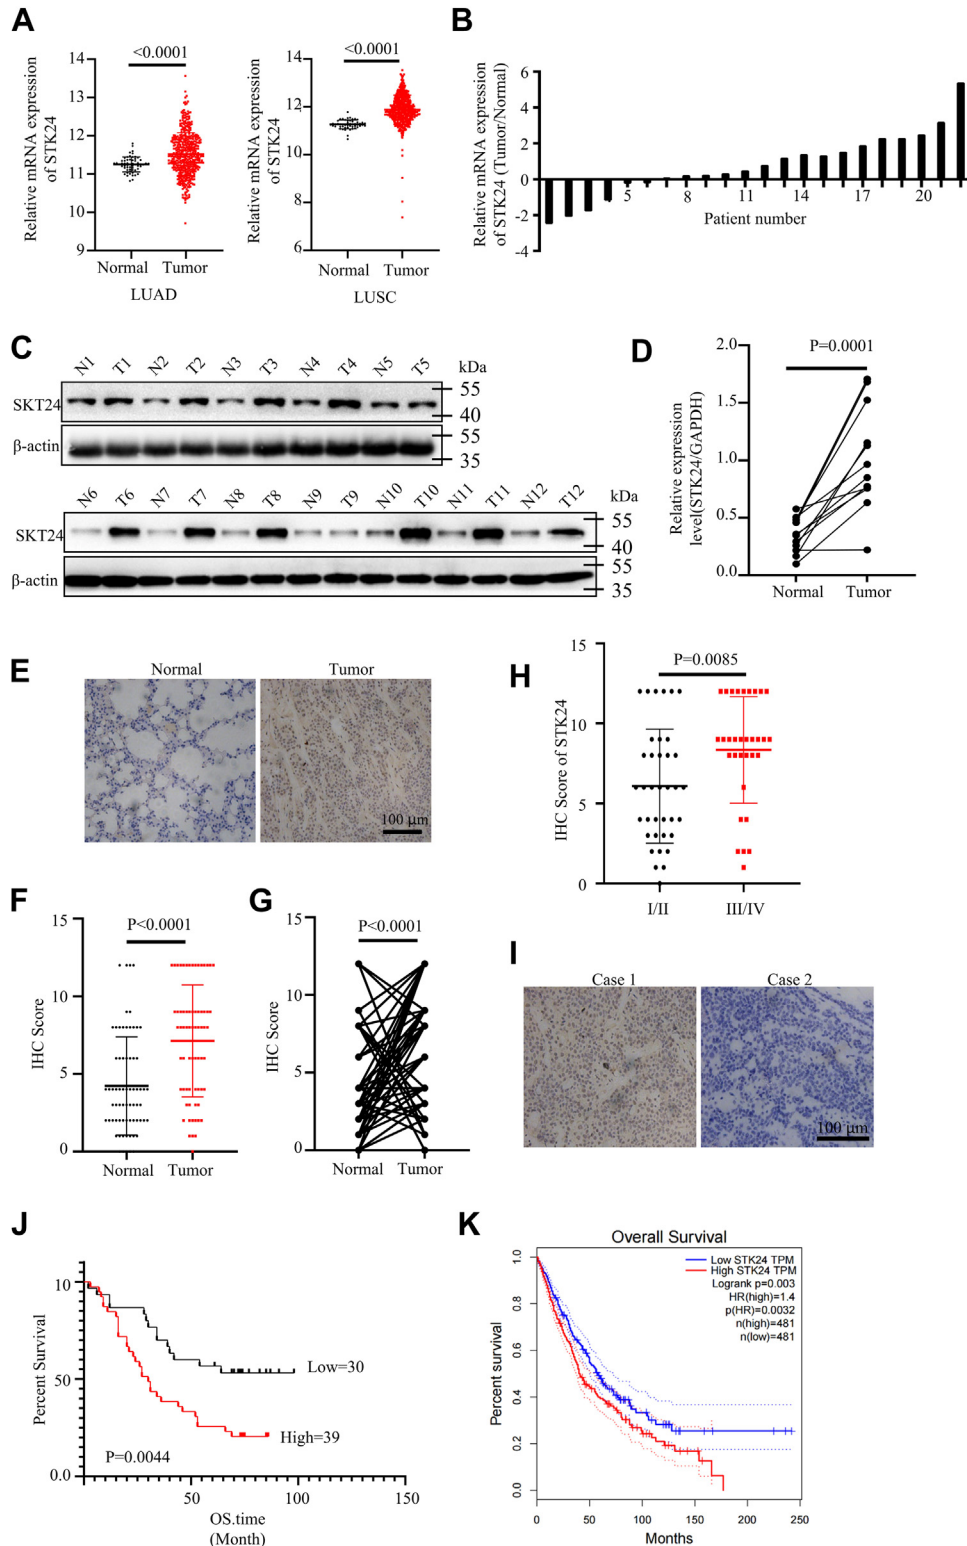 A
<0.0001
<0.0001
Relative mRNA expression
of STK24
14
13
12
11
10
9
Normal Tumor
LUAD
Relative mRNA expression
of STK24
14
12
10
8
6
Normal Tumor
LUSC
B
Relative mRNA expression
of STK24 (Tumor/Normal)
6
4
2
0
-2
-4
5 8 11 14 17 20
Patient number
C
N1 T1 N2 T2 N3 T3 N4 T4 N5 T5
kDa
SKT24
55
40
β-actin
55
35
N6 T6 N7 T7 N8 T8 N9 T9 N10 T10 N11 T11 N12 T12
kDa
SKT24
55
40
β-actin
55
35
D
P=0.0001
Relative expression
level(STK24/GAPDH)
2.0
1.5
1.0
0.5
0.0
Normal Tumor
E
Normal Tumor
100 μm
F
P<0.0001
IHC Score
15
10
5
0
Normal Tumor
G
P<0.0001
IHC Score
15
10
5
0
Normal Tumor
H
P=0.0085
IHC Score of STK24
15
10
5
0
I/II III/IV
I
Case 1 Case 2
100 μm
J
Percent Survival
10
50
0.0
Low=30
High=39
P=0.0044
50 100 150
OS.time
(Month)
K
Overall Survival
Low STK24 TPM
High STK24 TPM
Logrank p=0.003
HR(high)=1.4
p(HR)=0.0032
n(high)=481
n(low)=481
Percent survival
1.0
0.8
0.6
0.4
0.2
0.0
0 50 100 150 200 250
Months